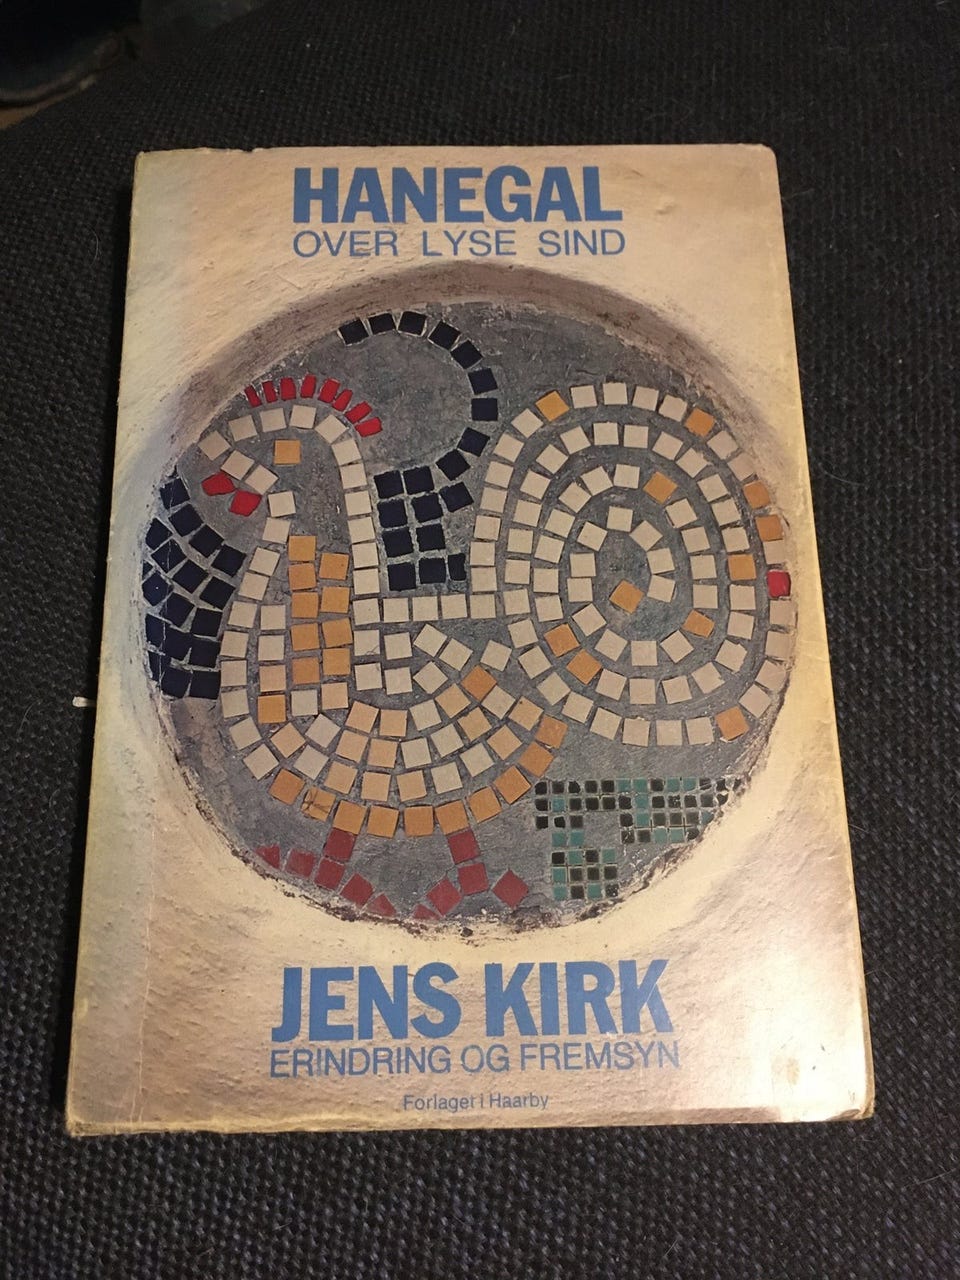 HANEGAL
OVER LYSE SIND
JENS KIRK
ERINDRING OG FREMSYN
Forlaget i Haarby